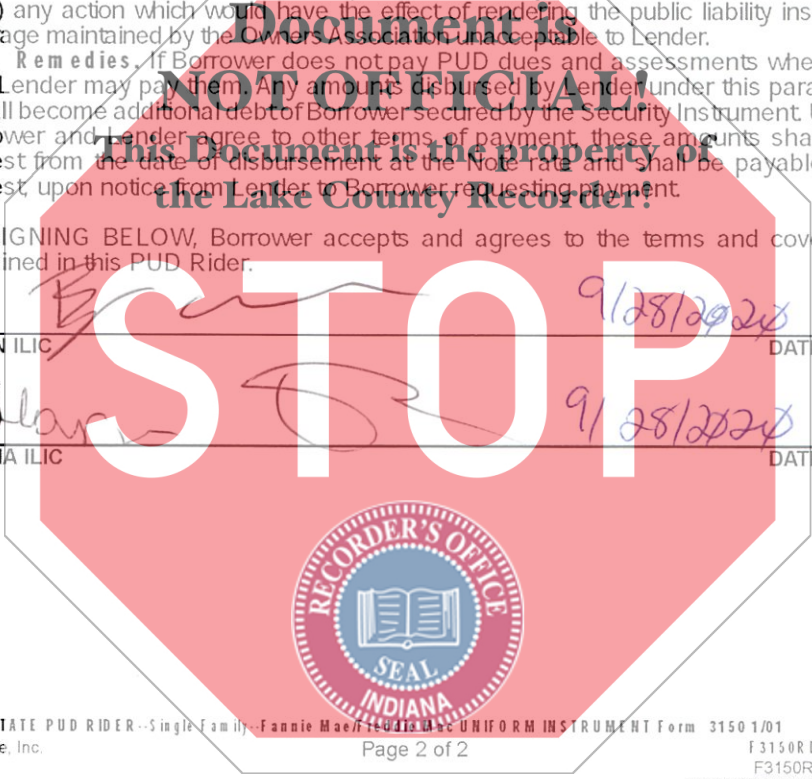 ) any action which would have the effect of rendering the public liability ins
age maintained by the Owners Association unacceptable to Lender.
Remedies. If Borrower does not pay PUD dues and assessments whe
Lender may pay them. Any amounts disbursed by Lender under this para
ll become additional debt of Borrower secured by the Security Instrument.
ower and Lender agree to other terms of payment, these amounts sha
est from the date of disbursement at the Note rate and shall be payabl
est, upon notice from Lender to Borrower requesting payment.
Document is
NOT OFFICIAL!
This Document is the property of
the Lake County Recorder!
IGNING BELOW, Borrower accepts and agrees to the terms and cov
ined in this PUD Rider.
9/28/2020
N ILIC DATE
9/28/2020
A ILIC DATE
STOP
RECORDER'S OFFICE
SEAL
INDIANA
TATE PUD RIDER--Single Family--Fannie Mae/Freddie Mac UNIFORM INSTRUMENT Form 3150 1/01
e, Inc. Page 2 of 2 F3150R
F3150R